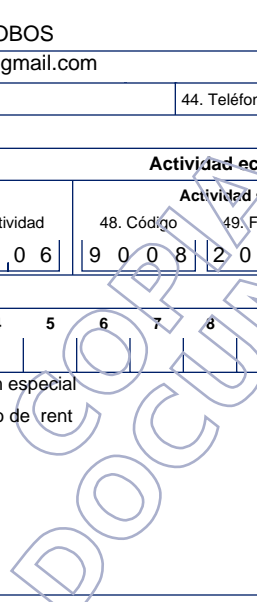 OBOS
gmail.com
44. Teléfon
Actividad ec
Actividad
tividad 48. Código 49. F
0 6 9 0 0 8 2 0
5 6 7 8
n especial
o de rent
COPIA
DOCUM